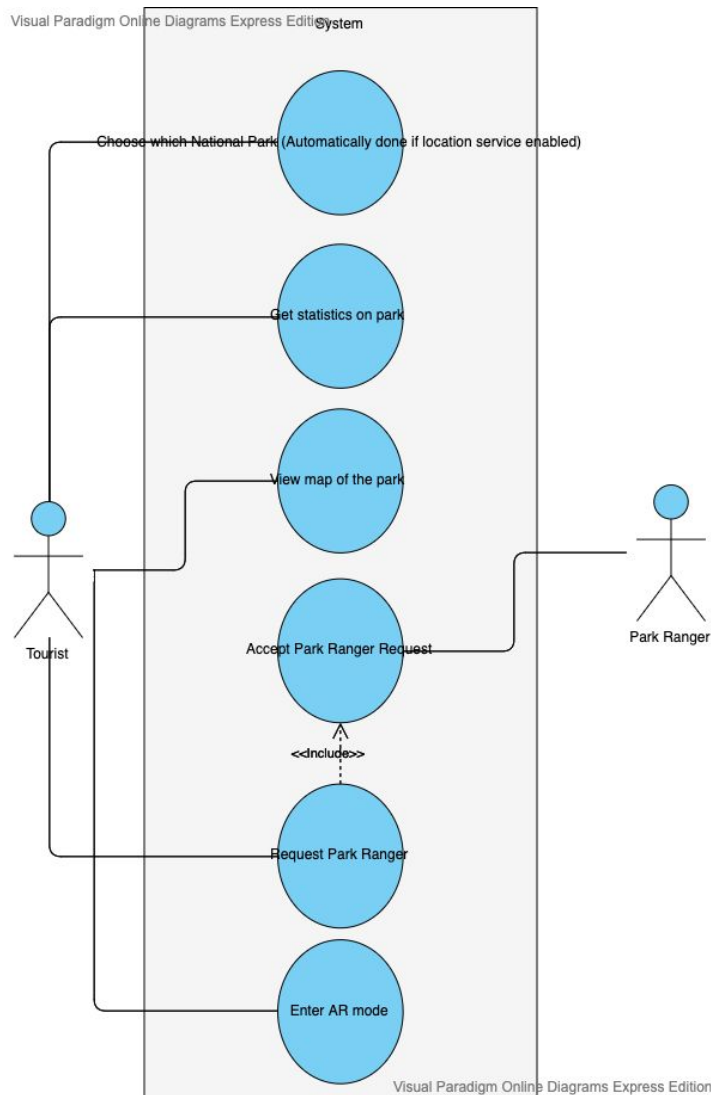 Visual Paradigm Online Diagrams Express Edition
System
Choose which National Park (Automatically done if location service enabled)
Get statistics on park
View map of the park
Tourist
Park Ranger
Accept Park Ranger Request
<<Include>>
Request Park Ranger
Enter AR mode
Visual Paradigm Online Diagrams Express Edition